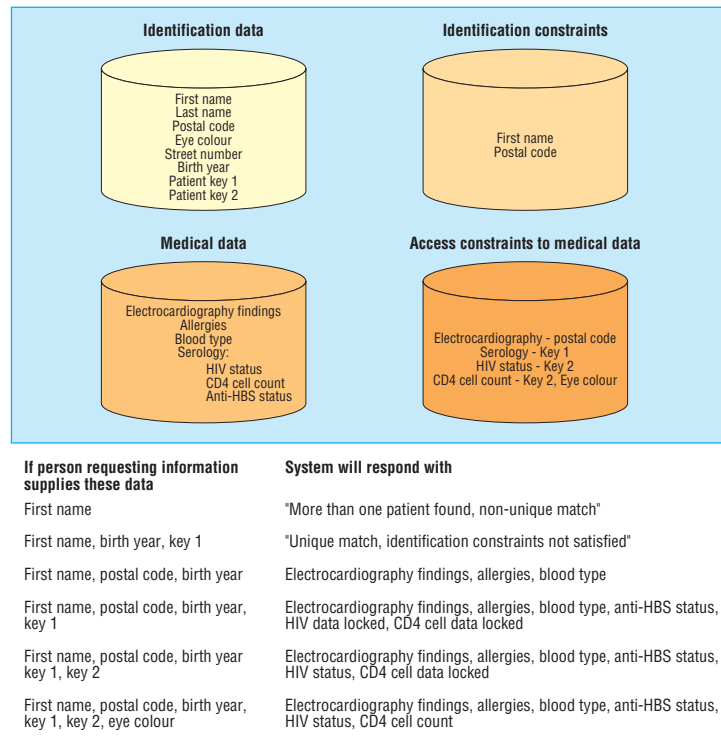 Identification data
First name
Last name
Postal code
Eye colour
Street number
Birth year
Patient key 1
Patient key 2
Identification constraints
First name
Postal code
Medical data
Electrocardiography findings
Allergies
Blood type
Serology:
HIV status
CD4 cell count
Anti-HBS status
Access constraints to medical data
Electrocardiography - postal code
Serology - Key 1
HIV status - Key 2
CD4 cell count - Key 2, Eye colour
If person requesting information
supplies these data
System will respond with
First name
"More than one patient found, non-unique match"
First name, birth year, key 1
"Unique match, identification constraints not satisfied"
First name, postal code, birth year
Electrocardiography findings, allergies, blood type
First name, postal code, birth year,
key 1
Electrocardiography findings, allergies, blood type, anti-HBS status,
HIV data locked, CD4 cell data locked
First name, postal code, birth year
key 1, key 2
Electrocardiography findings, allergies, blood type, anti-HBS status,
HIV status, CD4 cell data locked
First name, postal code, birth year,
key 1, key 2, eye colour
Electrocardiography findings, allergies, blood type, anti-HBS status,
HIV status, CD4 cell count